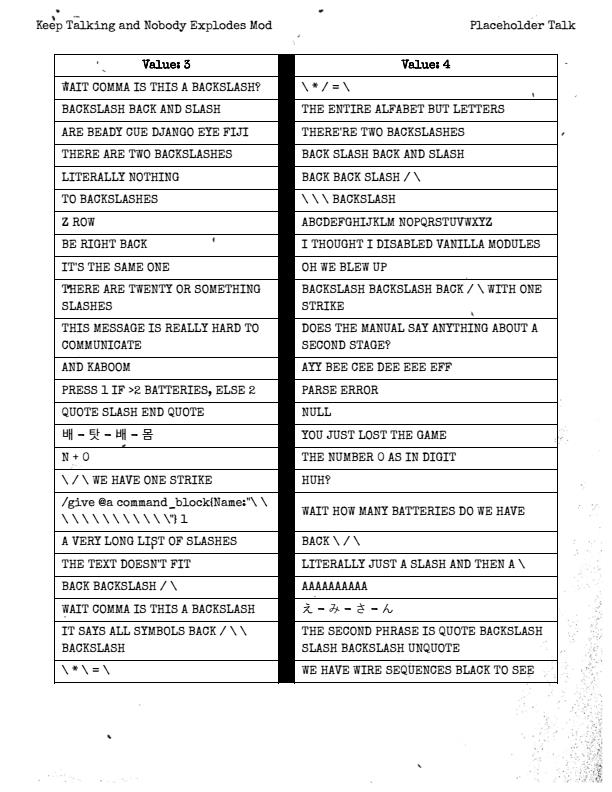 Keep Talking and Nobody Explodes Mod
Placeholder Talk
Value: 3
Value: 4
WAIT COMMA IS THIS A BACKSLASH?
\ * / = \
BACKSLASH BACK AND SLASH
THE ENTIRE ALFABET BUT LETTERS
ARE BEADY CUE DJANGO EYE FIJI
THERE'RE TWO BACKSLASHES
THERE ARE TWO BACKSLASHES
BACK SLASH BACK AND SLASH
LITERALLY NOTHING
BACK BACK SLASH / \
TO BACKSLASHES
\ \ \ BACKSLASH
Z ROW
ABCDEFGHIJKLM NOPQRSTUVWXYZ
BE RIGHT BACK
I THOUGHT I DISABLED VANILLA MODULES
IT'S THE SAME ONE
OH WE BLEW UP
THERE ARE TWENTY OR SOMETHING
SLASHES
BACKSLASH BACKSLASH BACK / \ WITH ONE
STRIKE
THIS MESSAGE IS REALLY HARD TO
COMMUNICATE
DOES THE MANUAL SAY ANYTHING ABOUT A
SECOND STAGE?
AND KABOOM
AYY BEE CEE DEE EEE EFF
PRESS 1 IF >2 BATTERIES, ELSE 2
PARSE ERROR
QUOTE SLASH END QUOTE
NULL
배 – 탓 – 배 – 몸
YOU JUST LOST THE GAME
N + 0
THE NUMBER 0 AS IN DIGIT
\ / \ WE HAVE ONE STRIKE
HUH?
/give @a command_block{Name:"\ \
\ \ \ \ \ \ \ \ \ \ \"} 1
WAIT HOW MANY BATTERIES DO WE HAVE
A VERY LONG LIST OF SLASHES
BACK \ / \
THE TEXT DOESN'T FIT
LITERALLY JUST A SLASH AND THEN A \
BACK BACKSLASH / \
AAAAAAAAAA
WAIT COMMA IS THIS A BACKSLASH
え – み – さ – ん
IT SAYS ALL SYMBOLS BACK / \ \
BACKSLASH
THE SECOND PHRASE IS QUOTE BACKSLASH
SLASH BACKSLASH UNQUOTE
\ * \ = \
WE HAVE WIRE SEQUENCES BLACK TO SEE